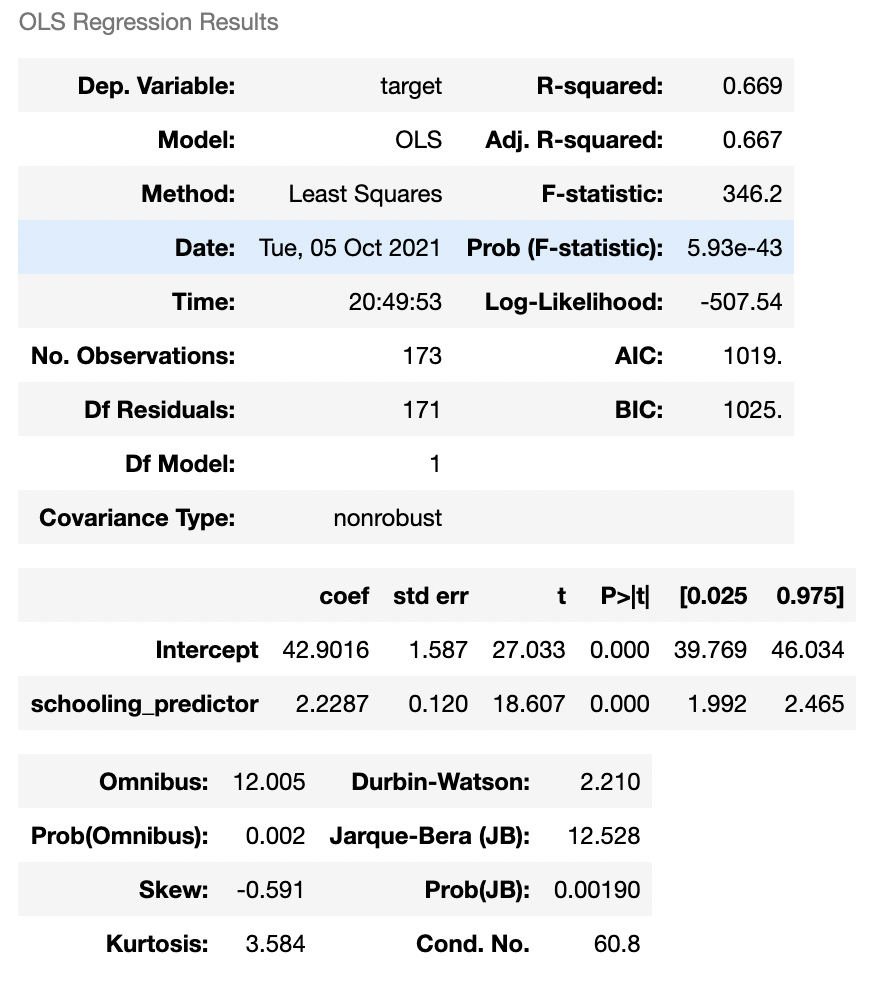 OLS Regression Results
Dep. Variable: target R-squared: 0.669
Model: OLS Adj. R-squared: 0.667
Method: Least Squares F-statistic: 346.2
Date: Tue, 05 Oct 2021 Prob (F-statistic): 5.93e-43
Time: 20:49:53 Log-Likelihood: -507.54
No. Observations: 173 AIC: 1019.
Df Residuals: 171 BIC: 1025.
Df Model: 1
Covariance Type: nonrobust
coef std err t P>|t| [0.025 0.975]
Intercept 42.9016 1.587 27.033 0.000 39.769 46.034
schooling_predictor 2.2287 0.120 18.607 0.000 1.992 2.465
Omnibus: 12.005 Durbin-Watson: 2.210
Prob(Omnibus): 0.002 Jarque-Bera (JB): 12.528
Skew: -0.591 Prob(JB): 0.00190
Kurtosis: 3.584 Cond. No. 60.8